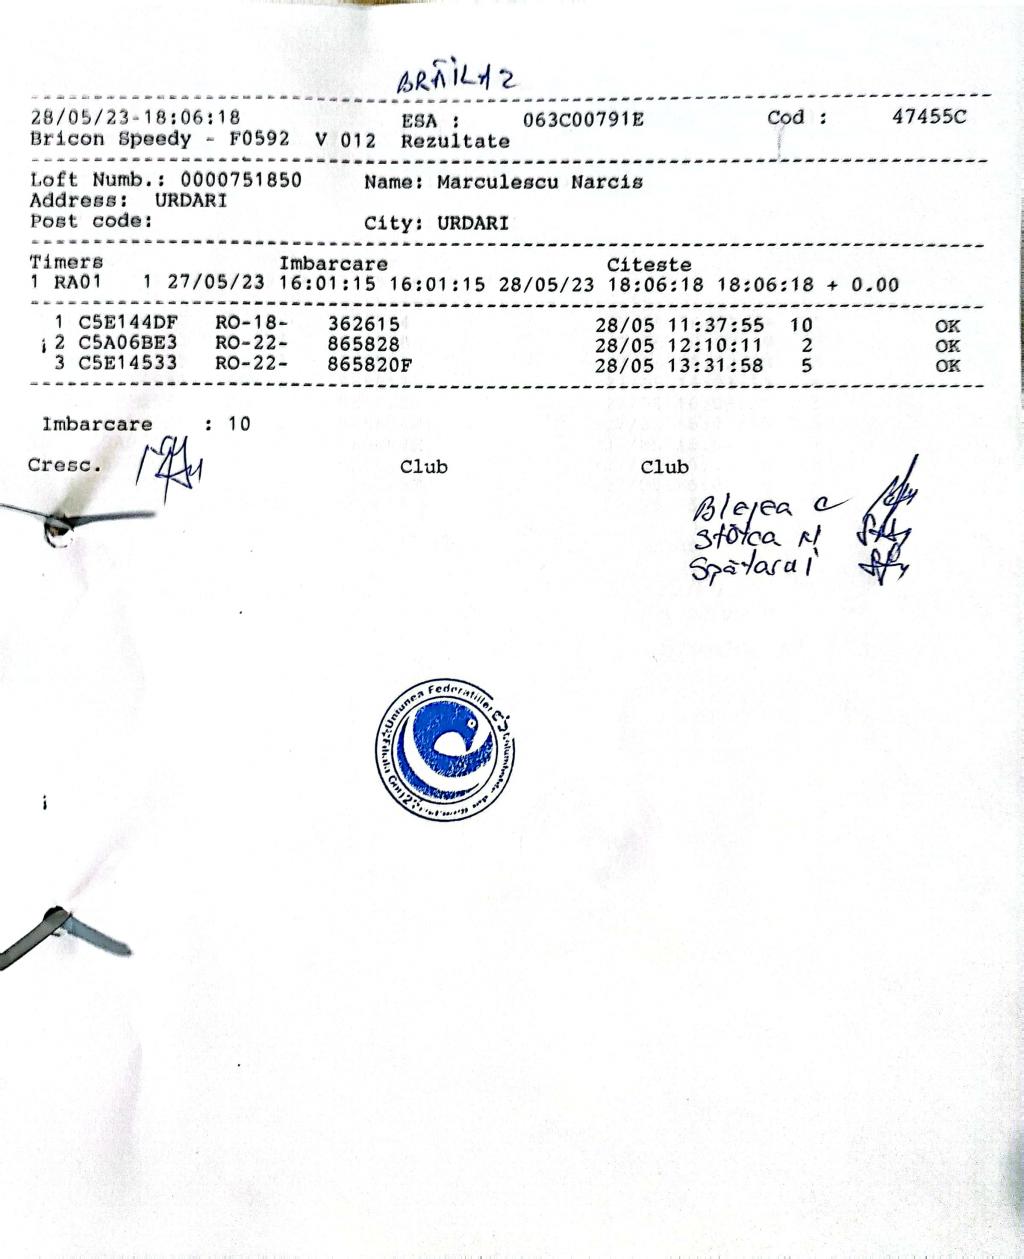 BRĂILA 2
28/05/23-18:06:18 ESA : 063C00791E Cod : 47455C
Bricon Speedy - F0592 V 012 Rezultate
Loft Numb.: 0000751850 Name: Marculescu Narcis
Address: URDARI
Post code: City: URDARI
Timers Imbarcare Citeste
1 RA01 1 27/05/23 16:01:15 16:01:15 28/05/23 18:06:18 18:06:18 + 0.00
1 C5E144DF RO-18- 362615 28/05 11:37:55 10 OK
2 C5A06BE3 RO-22- 865828 28/05 12:10:11 2 OK
3 C5E14533 RO-22- 865820F 28/05 13:31:58 5 OK
Imbarcare : 10
Cresc. Club Club
Blejea C
Stoica N
Spătarui
Uniunea Federatiilor